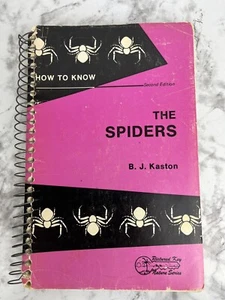 HOW TO KNOW
Second Edition
THE
SPIDERS
B. J. Kaston
Pictured Key
Nature Series